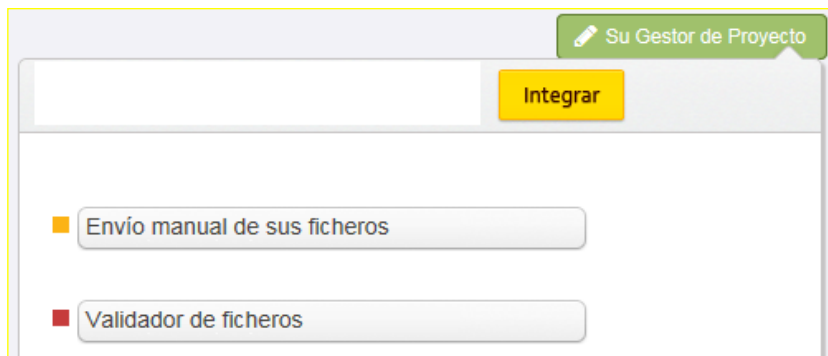 Su Gestor de Proyecto
Integrar
Envío manual de sus ficheros
Validador de ficheros